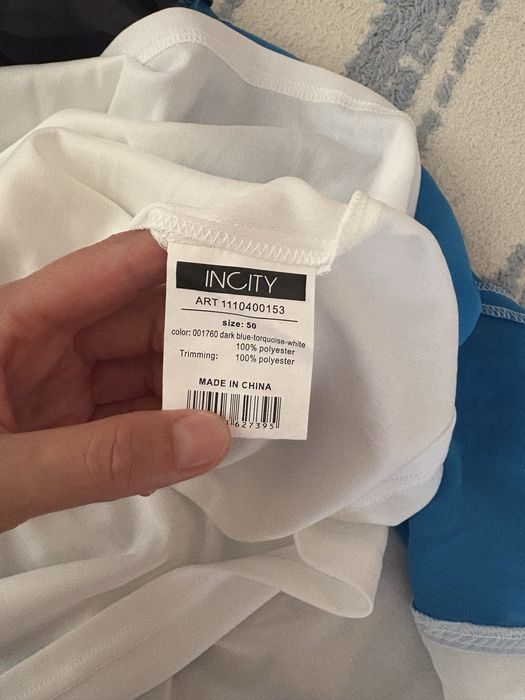 INCITY
ART 1110400153
size: 50
color: 001760 dark blue-torquoise-white
100% polyester
Trimming: 100% polyester
MADE IN CHINA
627395